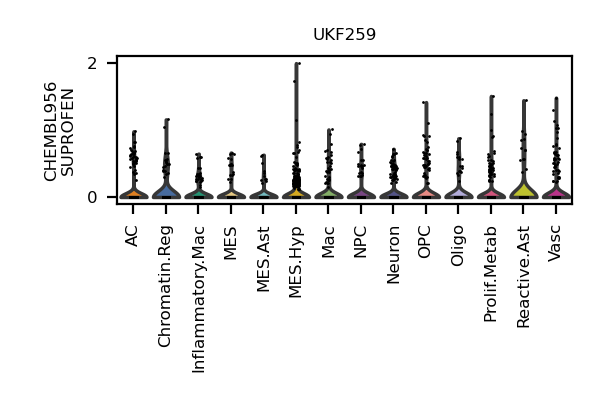 UKF259
CHEMBL956
SUPROFEN
2
0
AC
Chromatin.Reg
Inflammatory.Mac
MES
MES.Ast
MES.Hyp
Mac
NPC
Neuron
OPC
Oligo
Prolif.Metab
Reactive.Ast
Vasc